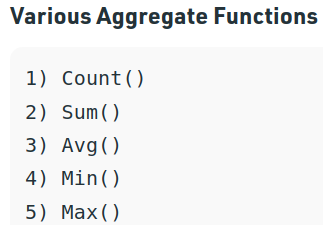 Various Aggregate Functions
1) Count()
2) Sum()
3) Avg()
4) Min()
5) Max()